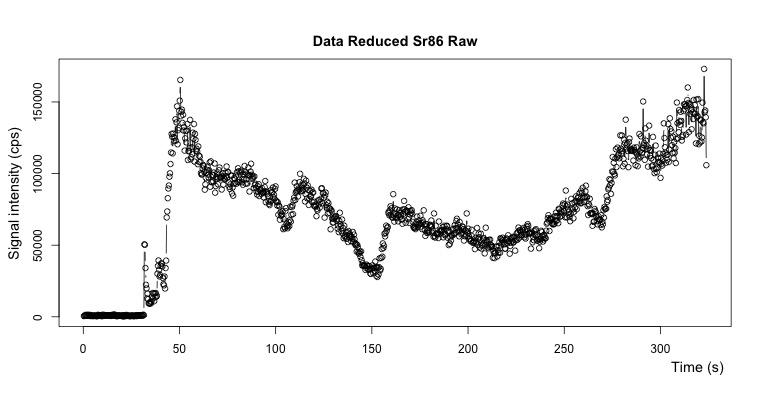 Data Reduced Sr86 Raw
Signal intensity (cps)
150000
100000
50000
0
0 50 100 150 200 250 300
Time (s)